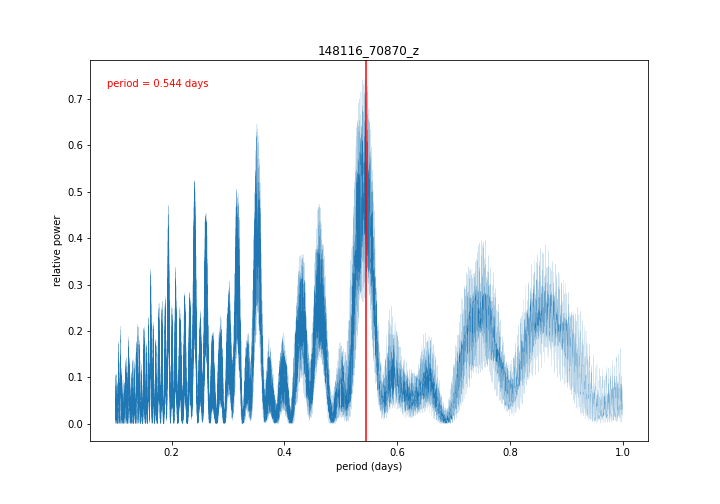 148116_70870_z
period = 0.544 days
relative power
0.7
0.6
0.5
0.4
0.3
0.2
0.1
0.0
0.2 0.4 0.6 0.8 1.0
period (days)